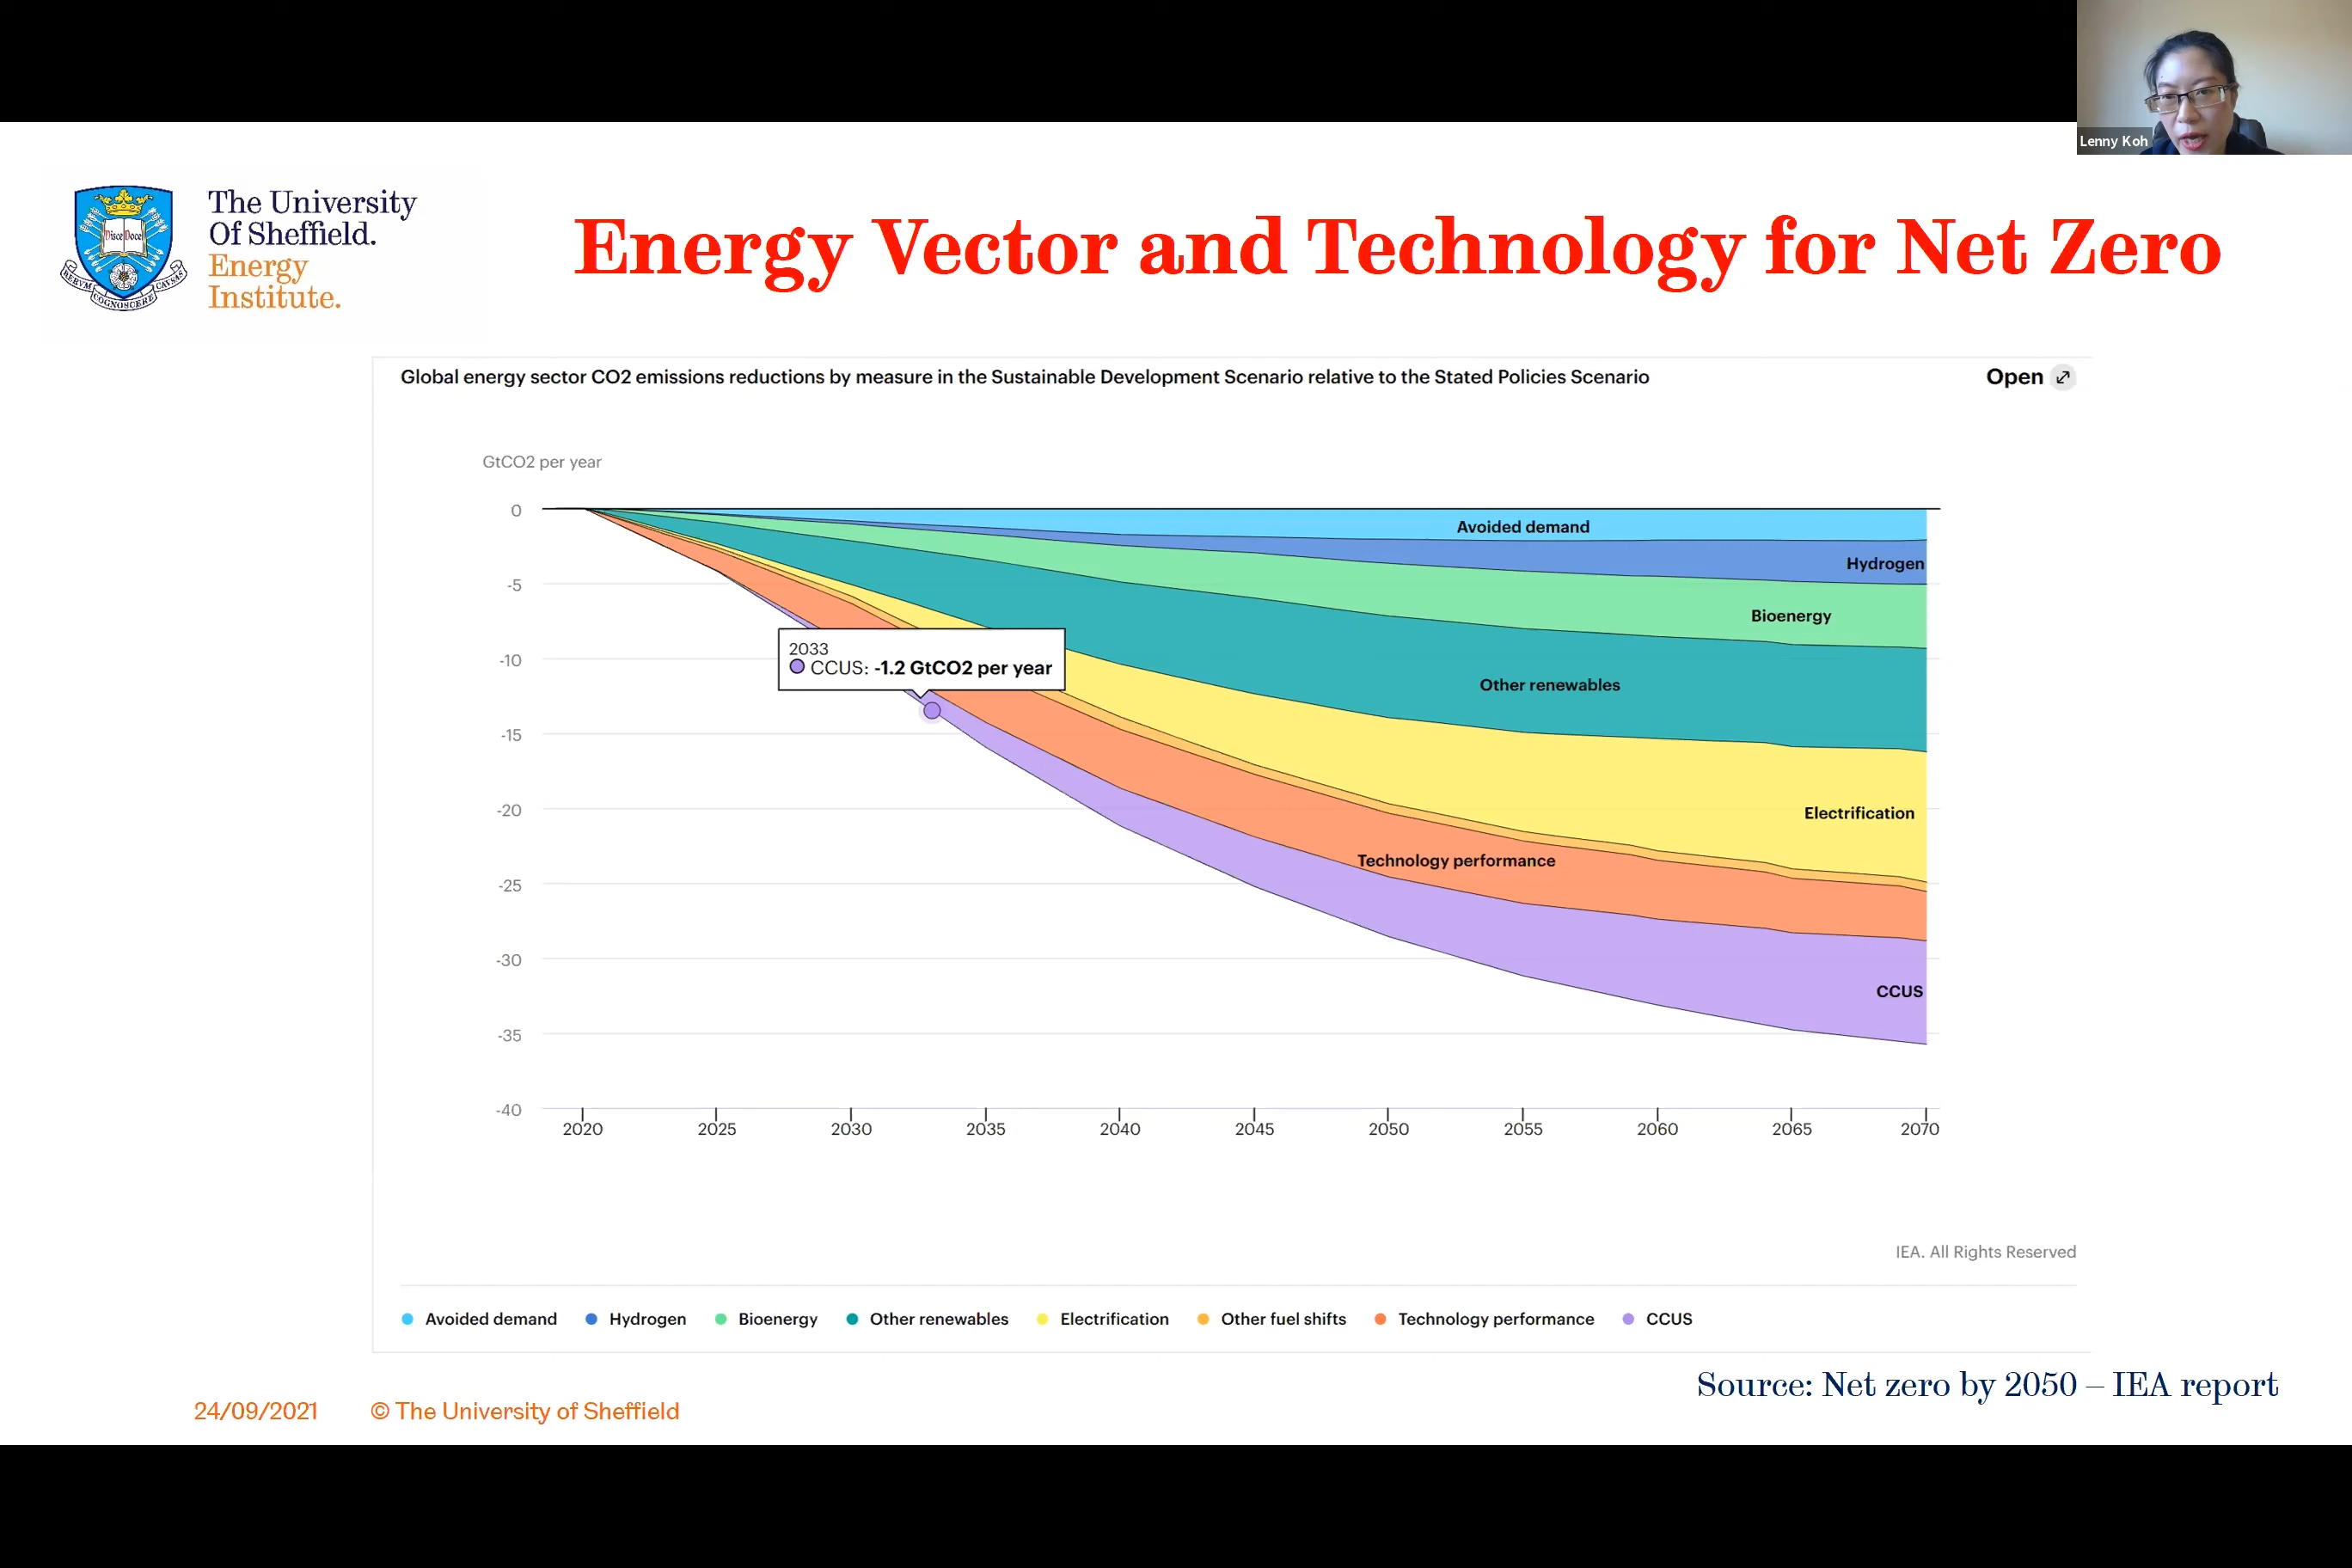 Lenny Koh
The University
Of Sheffield.
Energy
Institute.
Disce Doce
RERVM COGNOSCERE CAVSAS
Energy Vector and Technology for Net Zero
Global energy sector CO2 emissions reductions by measure in the Sustainable Development Scenario relative to the Stated Policies Scenario
Open
GtCO2 per year
0
-5
-10
-15
-20
-25
-30
-35
-40
Avoided demand
Hydrogen
Bioenergy
Other renewables
Electrification
Technology performance
CCUS
2033
CCUS: -1.2 GtCO2 per year
2020 2025 2030 2035 2040 2045 2050 2055 2060 2065 2070
IEA. All Rights Reserved
Avoided demand Hydrogen Bioenergy Other renewables Electrification Other fuel shifts Technology performance CCUS
Source: Net zero by 2050 – IEA report
24/09/2021 © The University of Sheffield